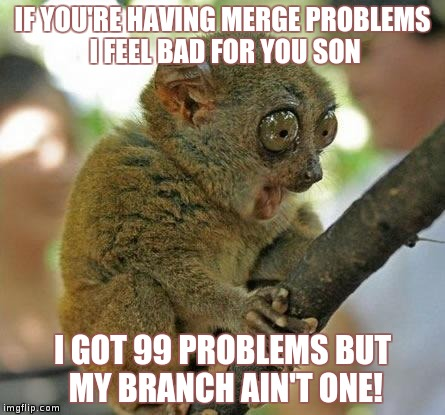 IF YOU'RE HAVING MERGE PROBLEMS
I FEEL BAD FOR YOU SON
I GOT 99 PROBLEMS BUT
MY BRANCH AIN'T ONE!
imgflip.com